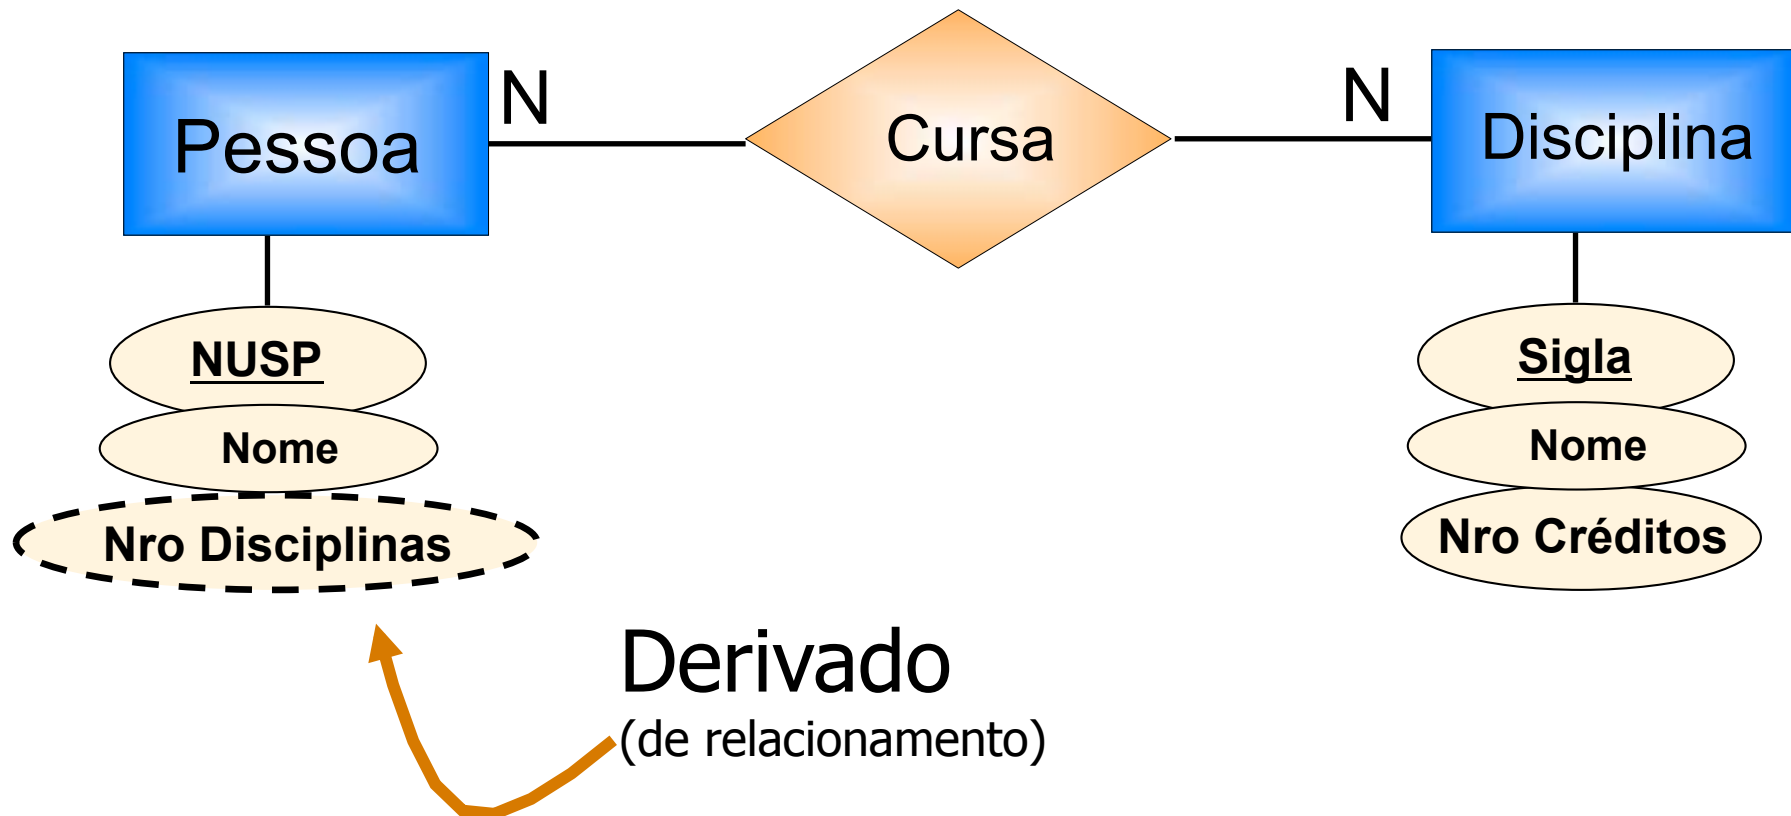 Pessoa
N
Cursa
N
Disciplina
NUSP
Nome
Nro Disciplinas
Sigla
Nome
Nro Créditos
Derivado
(de relacionamento)